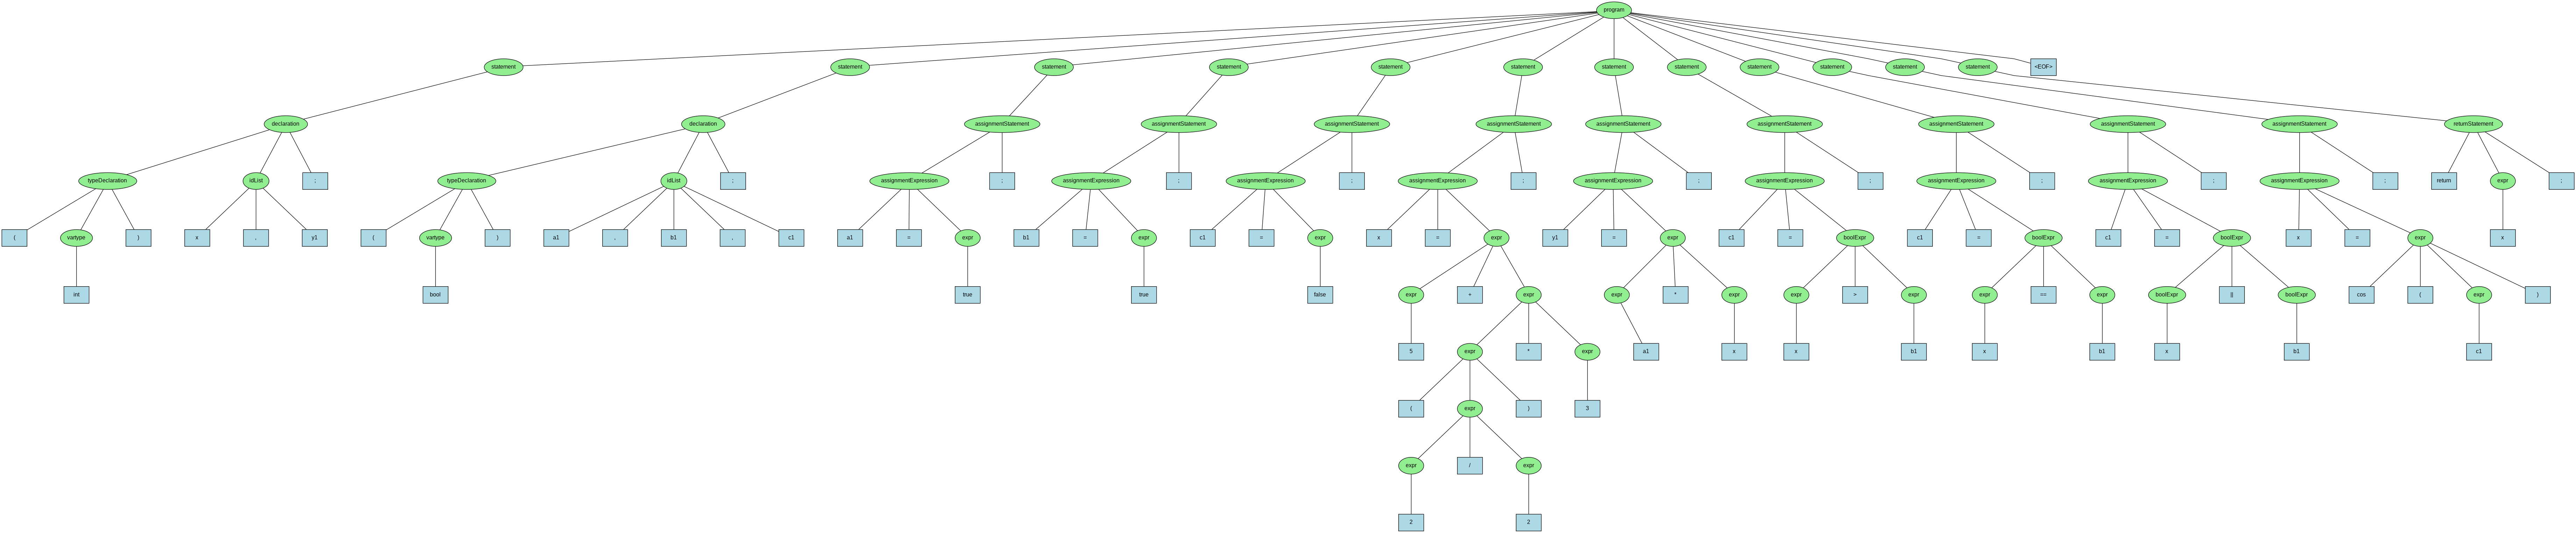 program
statement statement statement statement statement statement statement statement statement statement statement statement <EOF>
declaration declaration assignmentStatement assignmentStatement assignmentStatement assignmentStatement assignmentStatement assignmentStatement assignmentStatement assignmentStatement assignmentStatement returnStatement
typeDeclaration idList ; typeDeclaration idList ; assignmentExpression ; assignmentExpression ; assignmentExpression ; assignmentExpression ; assignmentExpression ; assignmentExpression ; assignmentExpression ; assignmentExpression ; assignmentExpression ; return expr ;
( vartype ) x , y1 ( vartype ) a1 , b1 , c1 a1 = expr b1 = expr c1 = expr x = expr y1 = expr c1 = boolExpr c1 = boolExpr c1 = boolExpr x = expr x
int bool true true false expr + expr expr * expr expr > expr expr == expr boolExpr || boolExpr cos ( expr )
5 expr * expr a1 x x b1 x b1 x b1 c1
( expr ) 3
expr / expr
2 2